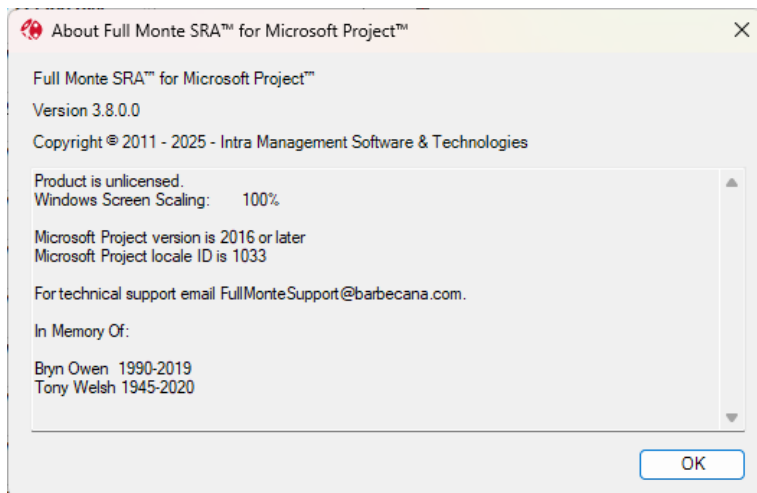 About Full Monte SRA™ for Microsoft Project™
Full Monte SRA™ for Microsoft Project™
Version 3.8.0.0
Copyright © 2011 - 2025 - Intra Management Software & Technologies
Product is unlicensed.
Windows Screen Scaling: 100%
Microsoft Project version is 2016 or later
Microsoft Project locale ID is 1033
For technical support email FullMonteSupport@barbecana.com.
In Memory Of:
Bryn Owen 1990-2019
Tony Welsh 1945-2020
OK